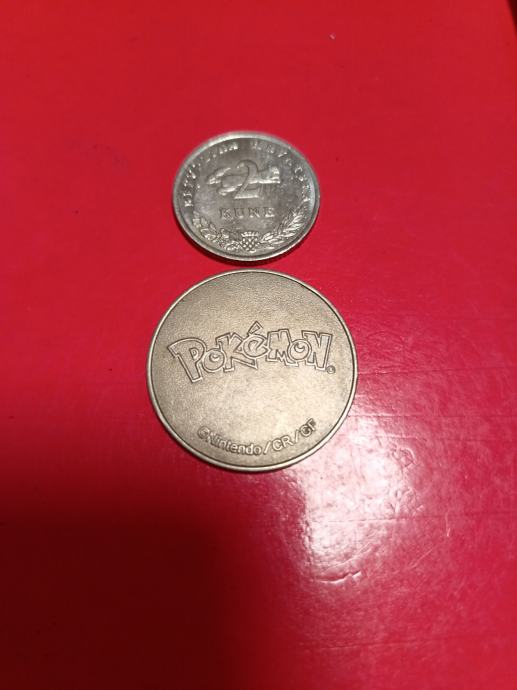 REPUBLIKA HRVATSKA
2
KUNE
POKéMON®
©Nintendo/CR/GF